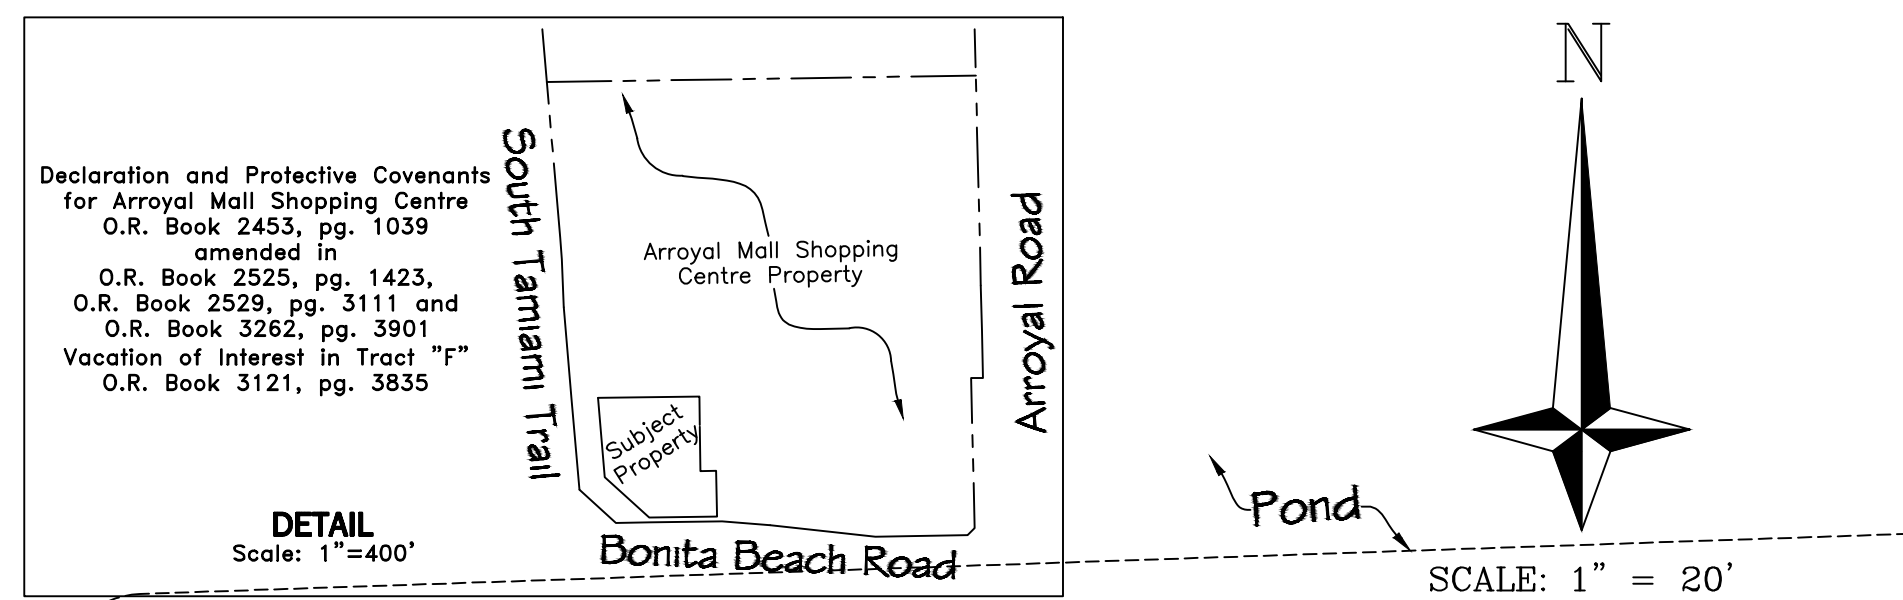 Declaration and Protective Covenants
for Arroyal Mall Shopping Centre
O.R. Book 2453, pg. 1039
amended in
O.R. Book 2525, pg. 1423,
O.R. Book 2529, pg. 3111 and
O.R. Book 3262, pg. 3901
Vacation of Interest in Tract "F"
O.R. Book 3121, pg. 3835
DETAIL
Scale: 1"=400'
South Tamiami Trail
Arroyal Mall Shopping
Centre Property
Subject
Property
Arroyal Road
Bonita Beach Road
N
Pond
SCALE: 1" = 20'